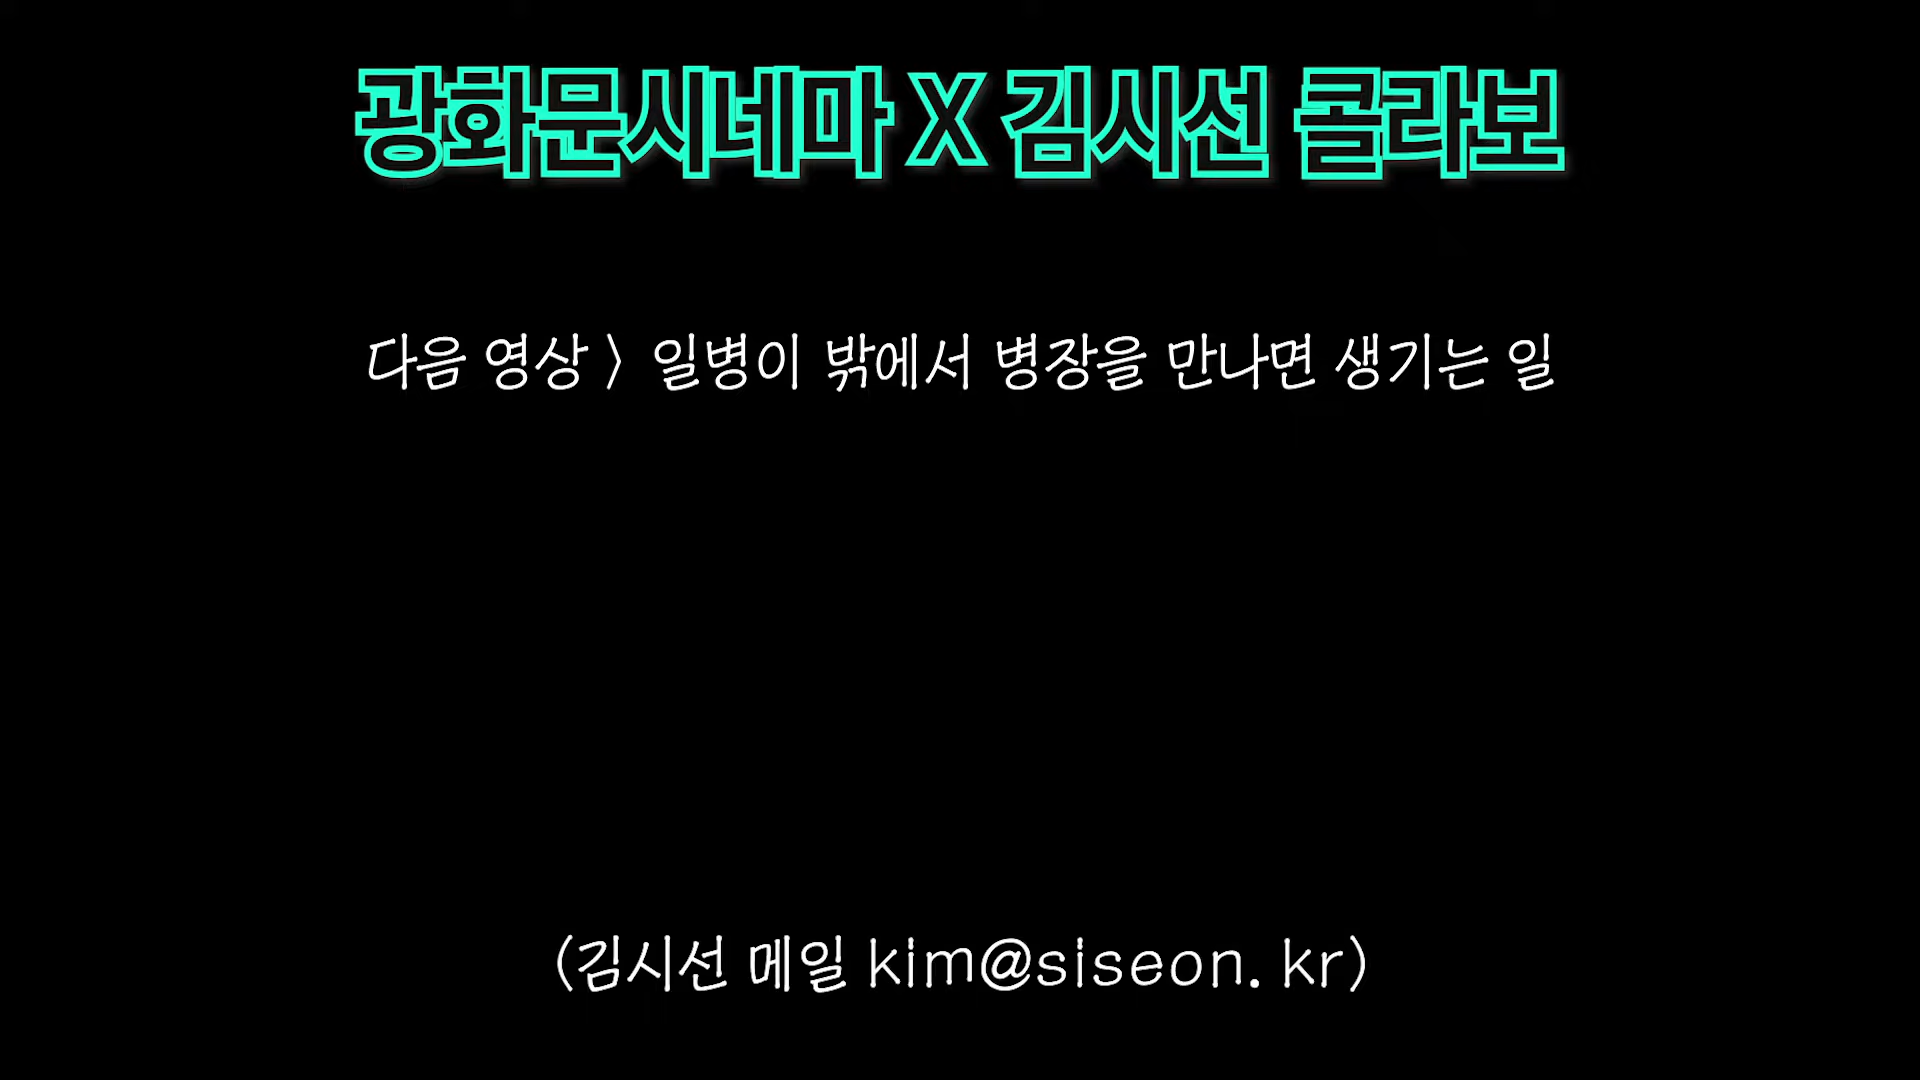 광화문시네마 X 김시선 콜라보
다음 영상 > 일병이 밖에서 병장을 만나면 생기는 일
(김시선 메일 kim@siseon. kr)